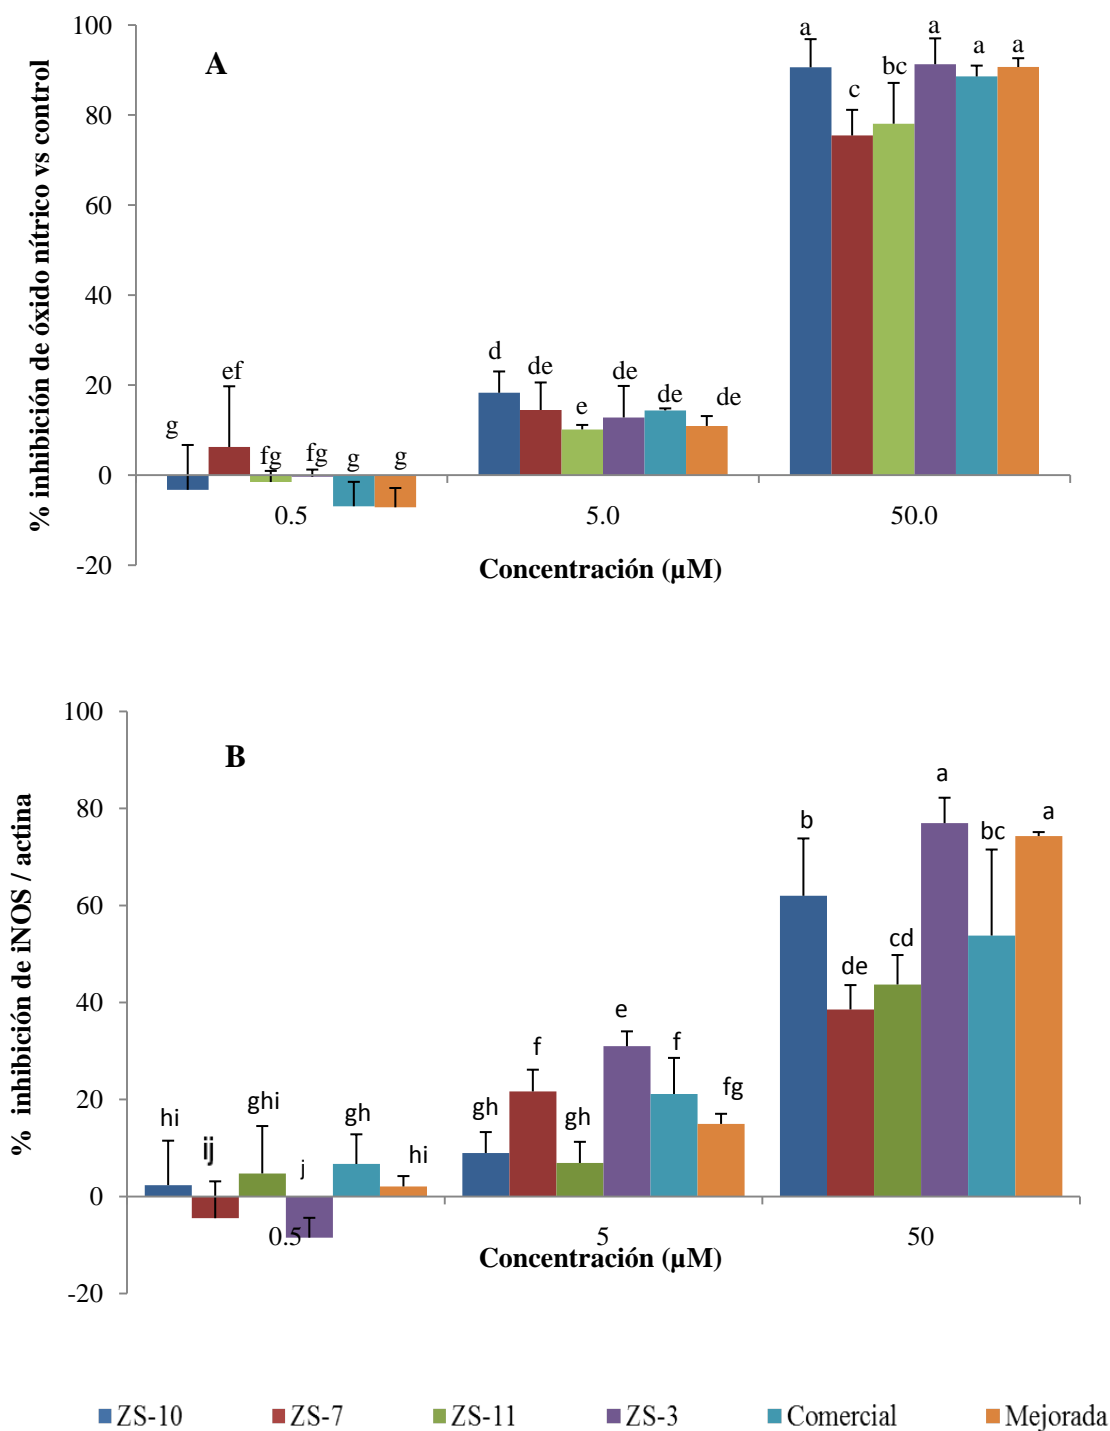 A
% inhibición de óxido nítrico vs control
100
80
60
40
20
0
-20
g ef fg fg g g
d de e de de de
a c bc a a a
0.5 5.0 50.0
Concentración (µM)
B
% inhibición de iNOS / actina
100
80
60
40
20
0
-20
hi ij ghi j gh hi
gh f gh e f fg
b de cd a bc a
0.5 5 50
Concentración (µM)
ZS-10 ZS-7 ZS-11 ZS-3 Comercial Mejorada